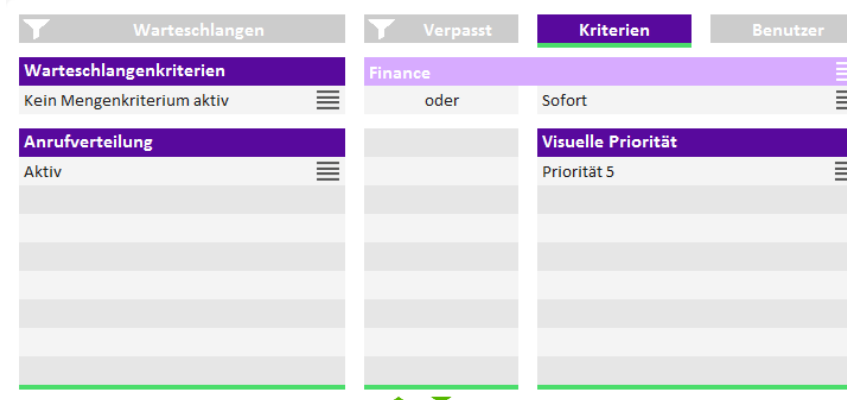 Warteschlangen Verpasst Kriterien Benutzer
Warteschlangenkriterien Finance
Kein Mengenkriterium aktiv oder Sofort
Anrufverteilung Visuelle Priorität
Aktiv Priorität 5